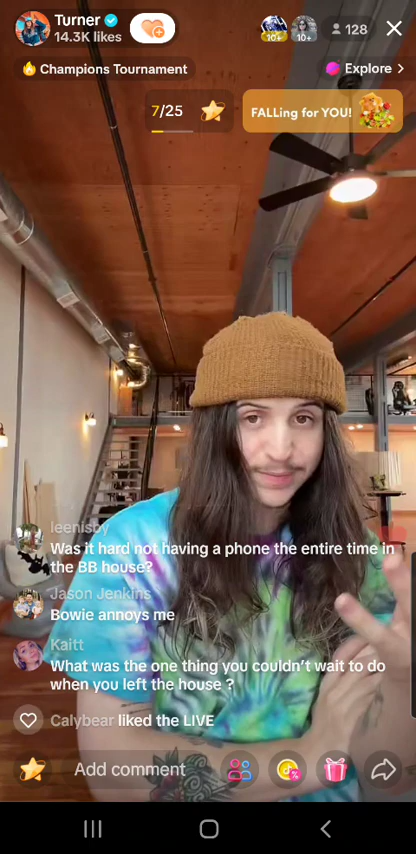 Turner
14.3K likes
10+
10+
128
Champions Tournament
Explore >
7/25
FALLing for YOU!
leenisby
Was it hard not having a phone the entire time in
the BB house?
Jason Jenkins
Bowie annoys me
Kaitt
What was the one thing you couldn't wait to do
when you left the house ?
Calybear liked the LIVE
Add comment